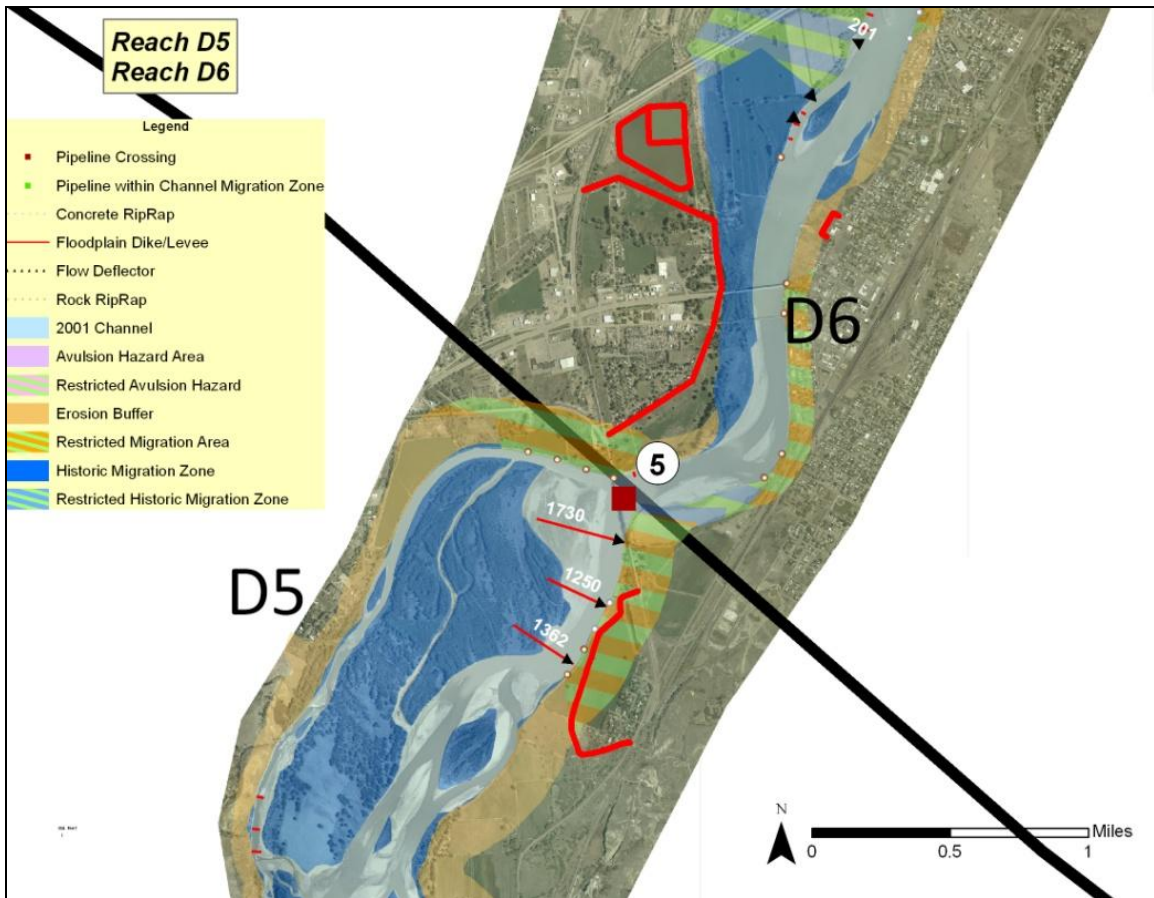 Reach D5
Reach D6
Legend
Pipeline Crossing
Pipeline within Channel Migration Zone
Concrete RipRap
Floodplain Dike/Levee
Flow Deflector
Rock RipRap
2001 Channel
Avulsion Hazard Area
Restricted Avulsion Hazard
Erosion Buffer
Restricted Migration Area
Historic Migration Zone
Restricted Historic Migration Zone
201
D6
5
1730
1250
1362
D5
N
Miles
0 0.5 1